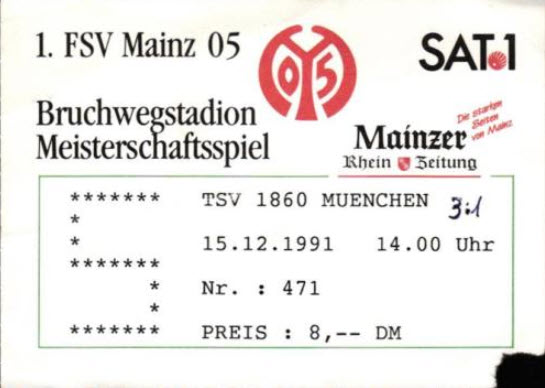 1. FSV Mainz 05
05
SAT.1
Bruchwegstadion
Meisterschaftsspiel
Die starken
Seiten
von Mainz
Mainzer
Rhein Zeitung
******* TSV 1860 MUENCHEN 3:1
*
* 15.12.1991 14.00 Uhr
*******
* Nr. : 471
*
******* PREIS : 8,-- DM